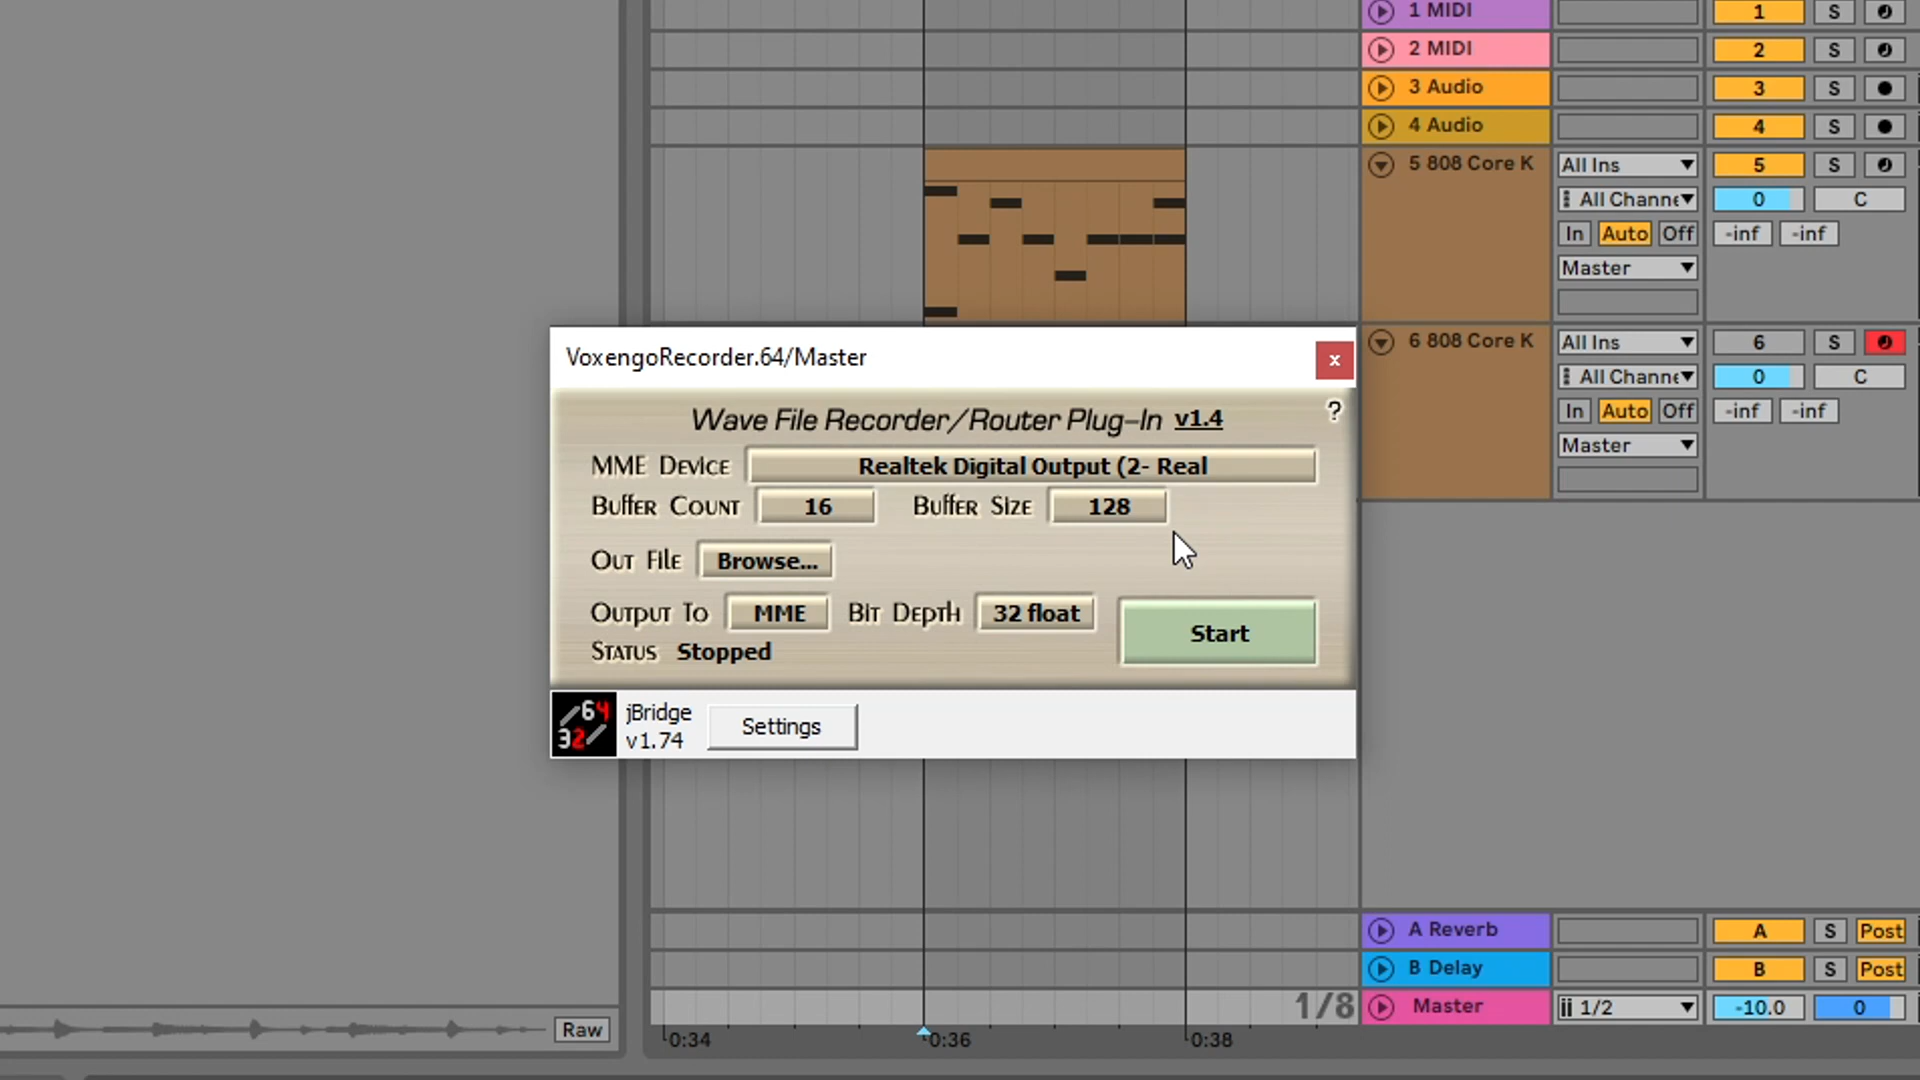 1 MIDI 1 S
2 MIDI 2 S
3 Audio 3 S
4 Audio 4 S
5 808 Core K All Ins 5 S
All Channe 0 C
In Auto Off -inf -inf
Master
6 808 Core K All Ins 6 S
All Channe 0 C
In Auto Off -inf -inf
Master
VoxengoRecorder.64/Master x
Wave File Recorder/Router Plug-In v1.4 ?
MME Device Realtek Digital Output (2- Real
Buffer Count 16 Buffer Size 128
Out File Browse...
Output To MME Bit Depth 32 float Start
Status Stopped
64
32
jBridge
v1.74
Settings
A Reverb A S Post
B Delay B S Post
1/8 Master 1/2 -10.0 0
Raw
0:34 0:36 0:38